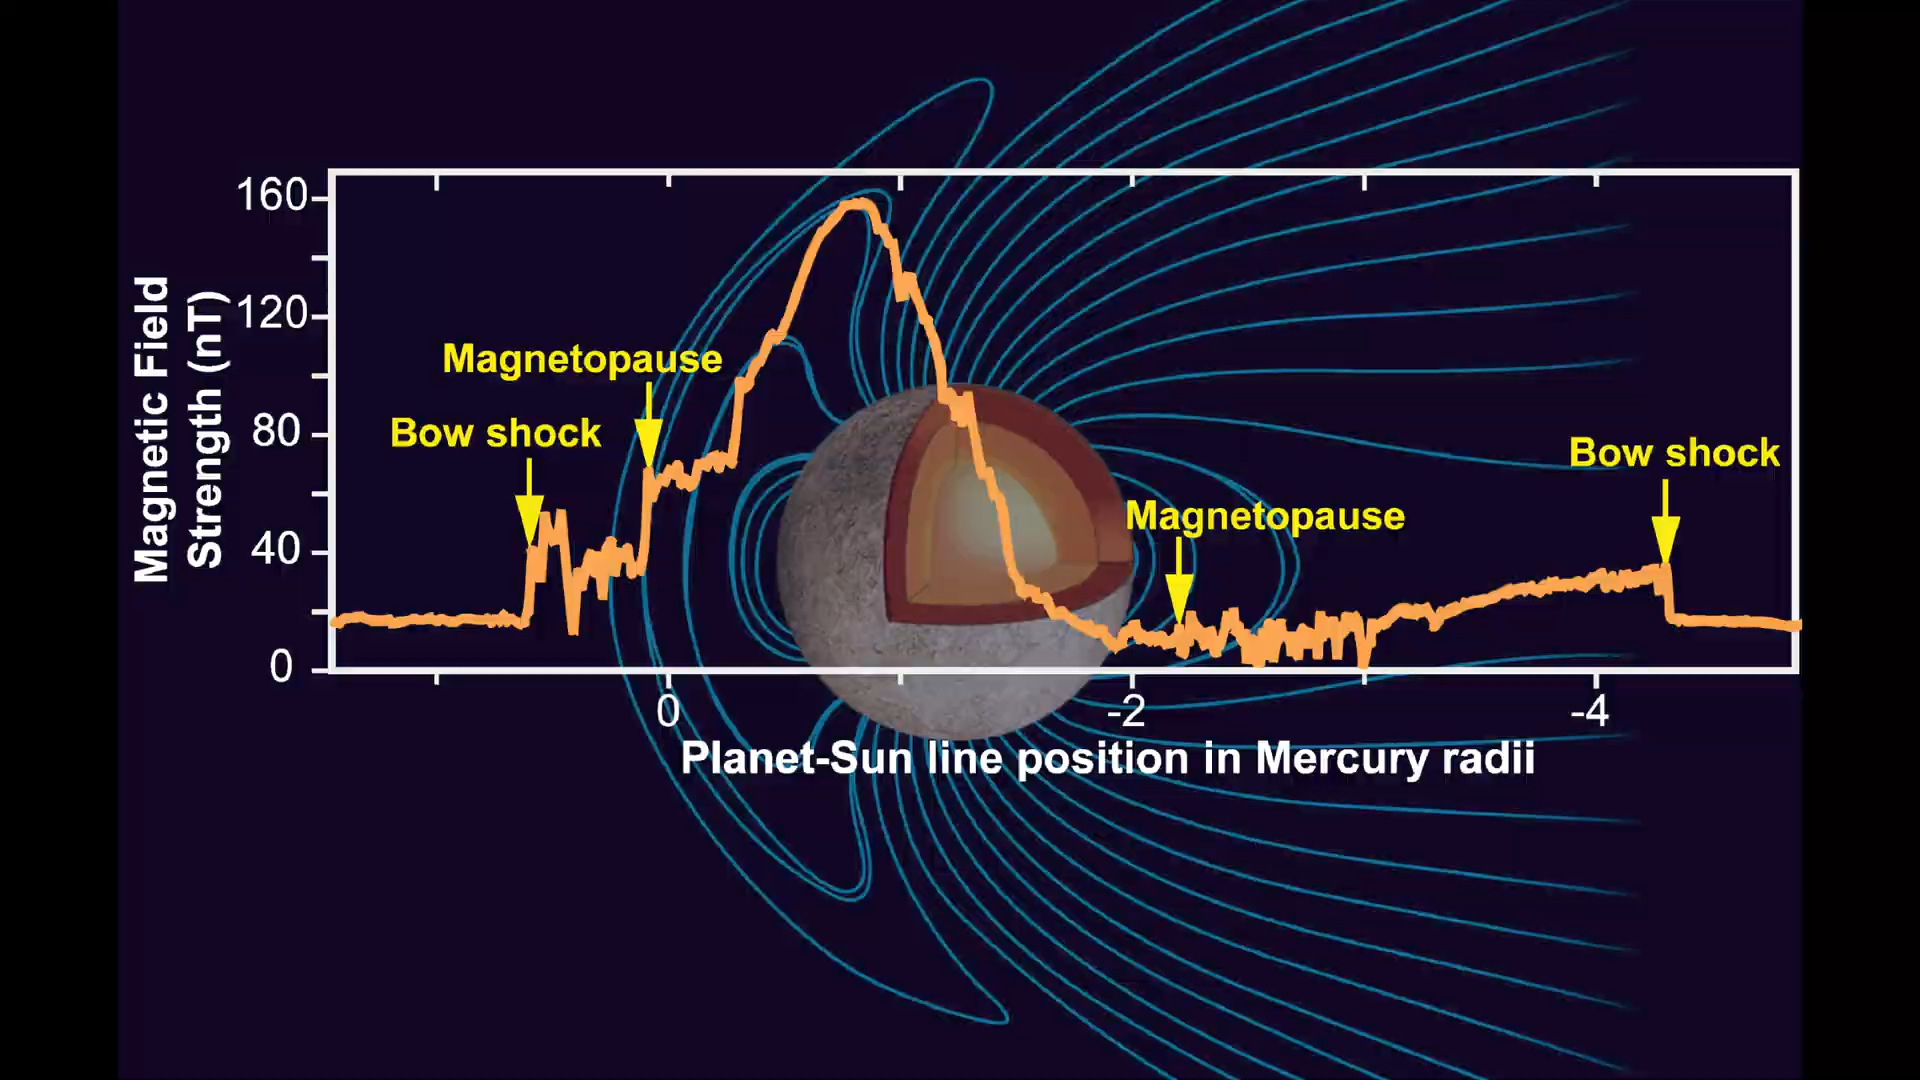 Magnetic Field
Strength (nT)
160
120
80
40
0
Magnetopause
Bow shock
Magnetopause
Bow shock
0
-2
-4
Planet-Sun line position in Mercury radii